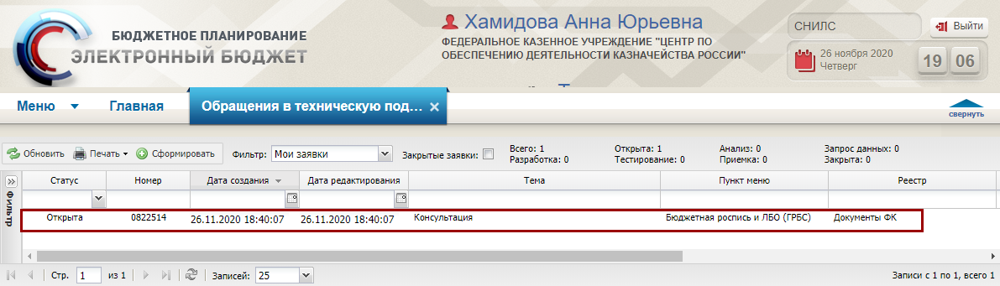 БЮДЖЕТНОЕ ПЛАНИРОВАНИЕ
ЭЛЕКТРОННЫЙ БЮДЖЕТ
Хамидова Анна Юрьевна
ФЕДЕРАЛЬНОЕ КАЗЕННОЕ УЧРЕЖДЕНИЕ "ЦЕНТР ПО
ОБЕСПЕЧЕНИЮ ДЕЯТЕЛЬНОСТИ КАЗНАЧЕЙСТВА РОССИИ"
СНИЛС
Выйти
26 ноября 2020
Четверг
19 06
Меню
Главная
Обращения в техническую под...
свернуть
Обновить Печать Сформировать
Фильтр: Мои заявки
Закрытые заявки:
Всего: 1 Открыта: 1 Анализ: 0 Запрос данных: 0
Разработка: 0 Тестирование: 0 Приемка: 0 Закрыта: 0
Фильтр
Статус Номер Дата создания Дата редактирования Тема Пункт меню Реестр
Открыта 0822514 26.11.2020 18:40:07 26.11.2020 18:40:07 Консультация Бюджетная роспись и ЛБО (ГРБС) Документы ФК
Стр. 1 из 1 Записей: 25 Записи с 1 по 1, всего 1